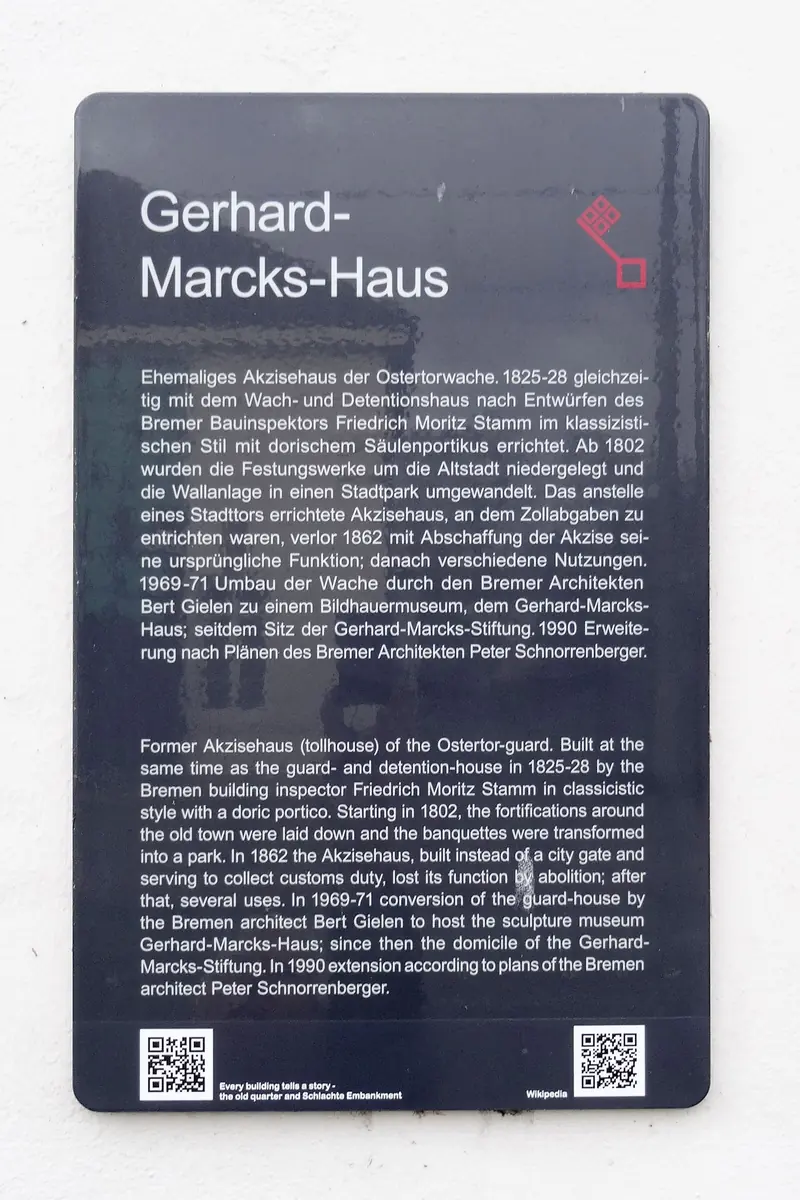 Gerhard-
Marcks-Haus
Ehemaliges Akzisehaus der Ostertorwache. 1825-28 gleichzei-
tig mit dem Wach- und Detentionshaus nach Entwürfen des
Bremer Bauinspektors Friedrich Moritz Stamm im klassizisti-
schen Stil mit dorischem Säulenportikus errichtet. Ab 1802
wurden die Festungswerke um die Altstadt niedergelegt und
die Wallanlage in einen Stadtpark umgewandelt. Das anstelle
eines Stadttors errichtete Akzisehaus, an dem Zollabgaben zu
entrichten waren, verlor 1862 mit Abschaffung der Akzise sei-
ne ursprüngliche Funktion; danach verschiedene Nutzungen.
1969-71 Umbau der Wache durch den Bremer Architekten
Bert Gielen zu einem Bildhauermuseum, dem Gerhard-Marcks-
Haus; seitdem Sitz der Gerhard-Marcks-Stiftung. 1990 Erweite-
rung nach Plänen des Bremer Architekten Peter Schnorrenberger.
Former Akzisehaus (tollhouse) of the Ostertor-guard. Built at the
same time as the guard- and detention-house in 1825-28 by the
Bremen building inspector Friedrich Moritz Stamm in classicistic
style with a doric portico. Starting in 1802, the fortifications around
the old town were laid down and the banquettes were transformed
into a park. In 1862 the Akzisehaus, built instead of a city gate and
serving to collect customs duty, lost its function by abolition; after
that, several uses. In 1969-71 conversion of the guard-house by
the Bremen architect Bert Gielen to host the sculpture museum
Gerhard-Marcks-Haus; since then the domicile of the Gerhard-
Marcks-Stiftung. In 1990 extension according to plans of the Bremen
architect Peter Schnorrenberger.
Every building tells a story -
the old quarter and Schlachte Embankment
Wikipedia